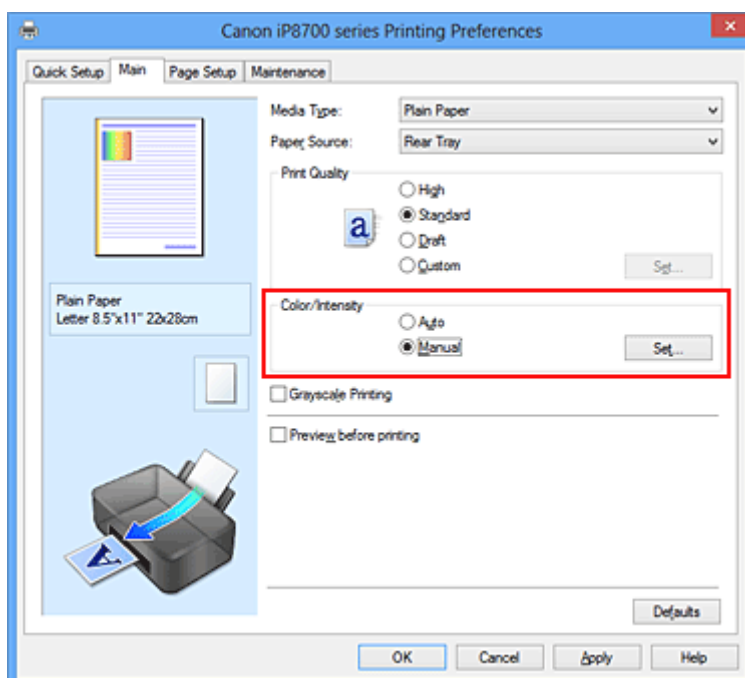 Canon iP8700 series Printing Preferences
Quick Setup Main Page Setup Maintenance
Media Type: Plain Paper
Paper Source: Rear Tray
Print Quality
High
a Standard
Draft
Custom Set...
Plain Paper
Letter 8.5"x11" 22x28cm
Color/Intensity
Auto
Manual Set...
Grayscale Printing
Preview before printing
A
Defaults
OK Cancel Apply Help